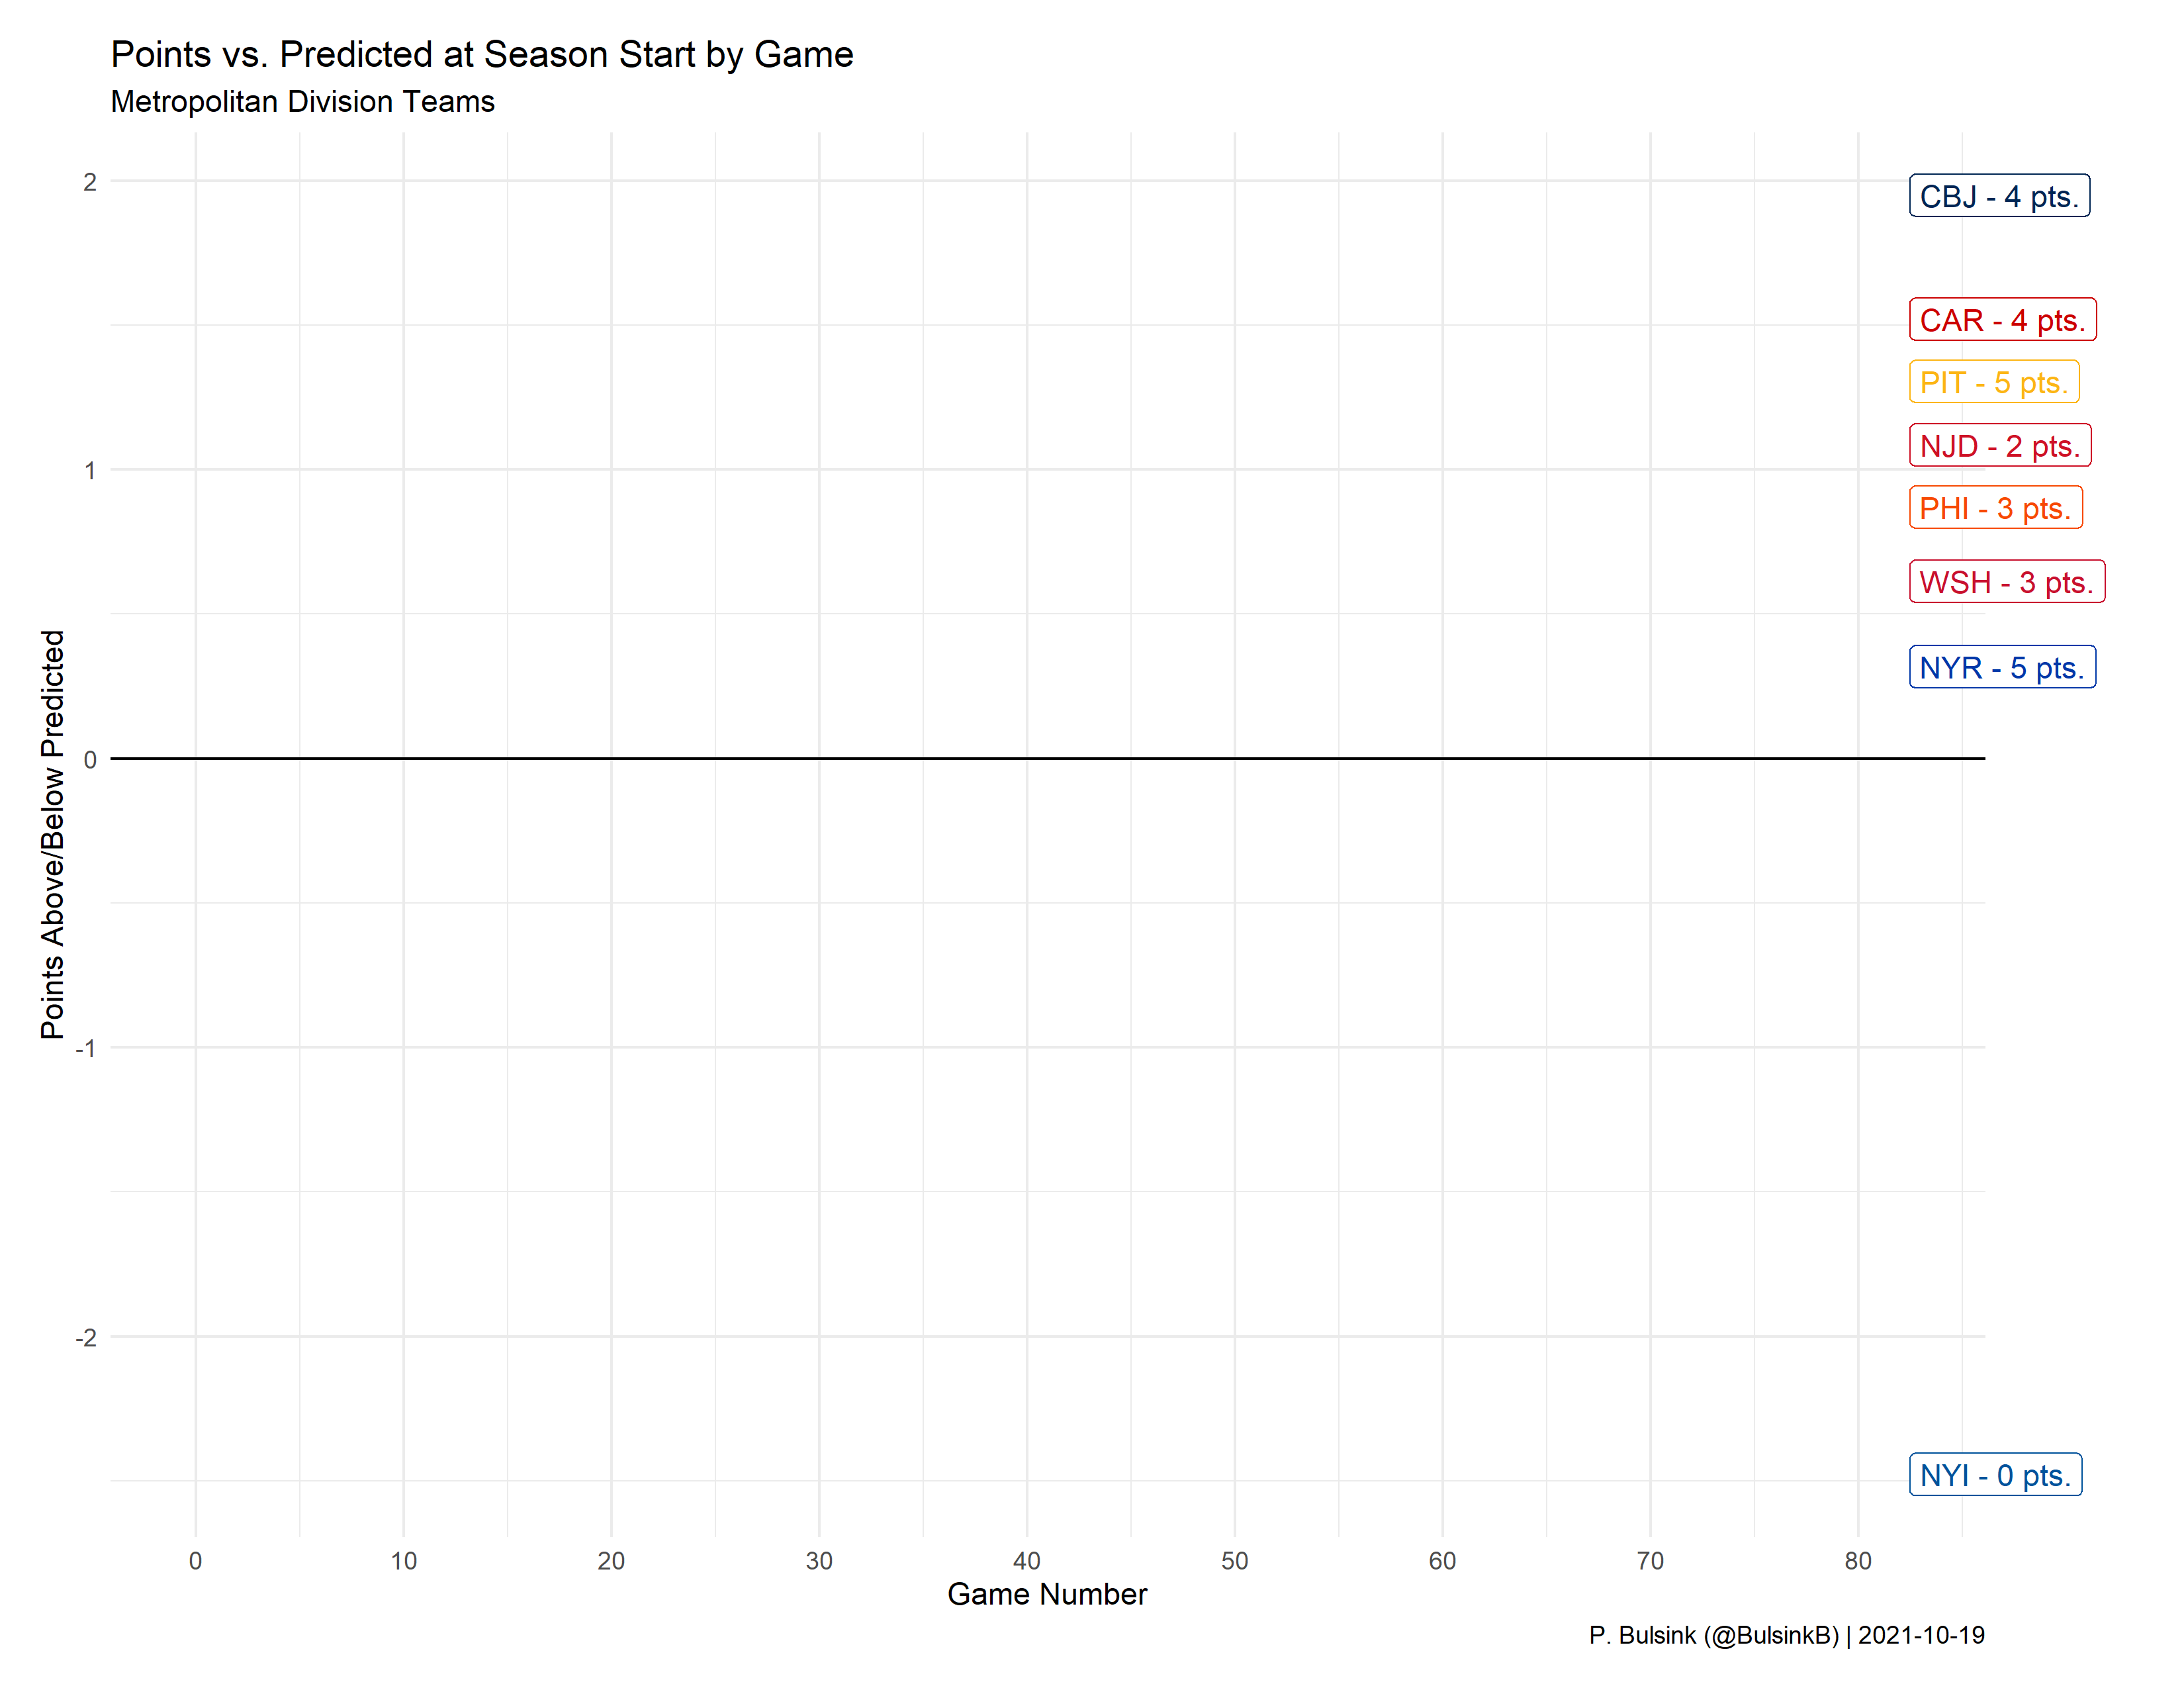 Points vs. Predicted at Season Start by Game
Metropolitan Division Teams
Points Above/Below Predicted
2
1
0
-1
-2
CBJ - 4 pts.
CAR - 4 pts.
PIT - 5 pts.
NJD - 2 pts.
PHI - 3 pts.
WSH - 3 pts.
NYR - 5 pts.
NYI - 0 pts.
0 10 20 30 40 50 60 70 80
Game Number
P. Bulsink (@BulsinkB) | 2021-10-19